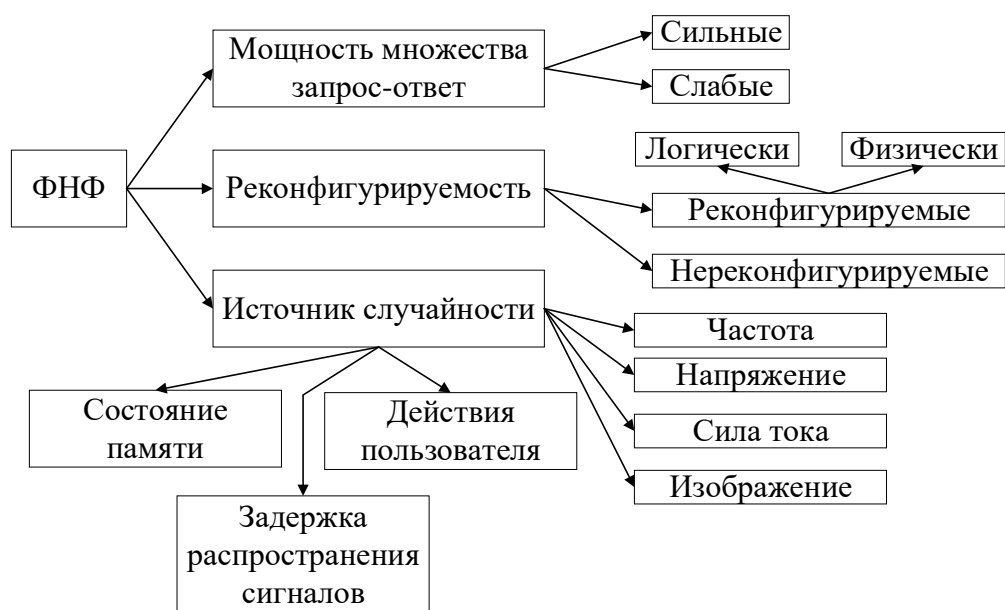 Мощность множества
запрос-ответ
Сильные
Слабые
ФНФ
Реконфигурируемость
Логически
Физически
Реконфигурируемые
Нереконфигурируемые
Источник случайности
Частота
Напряжение
Сила тока
Изображение
Состояние
памяти
Действия
пользователя
Задержка
распространения
сигналов